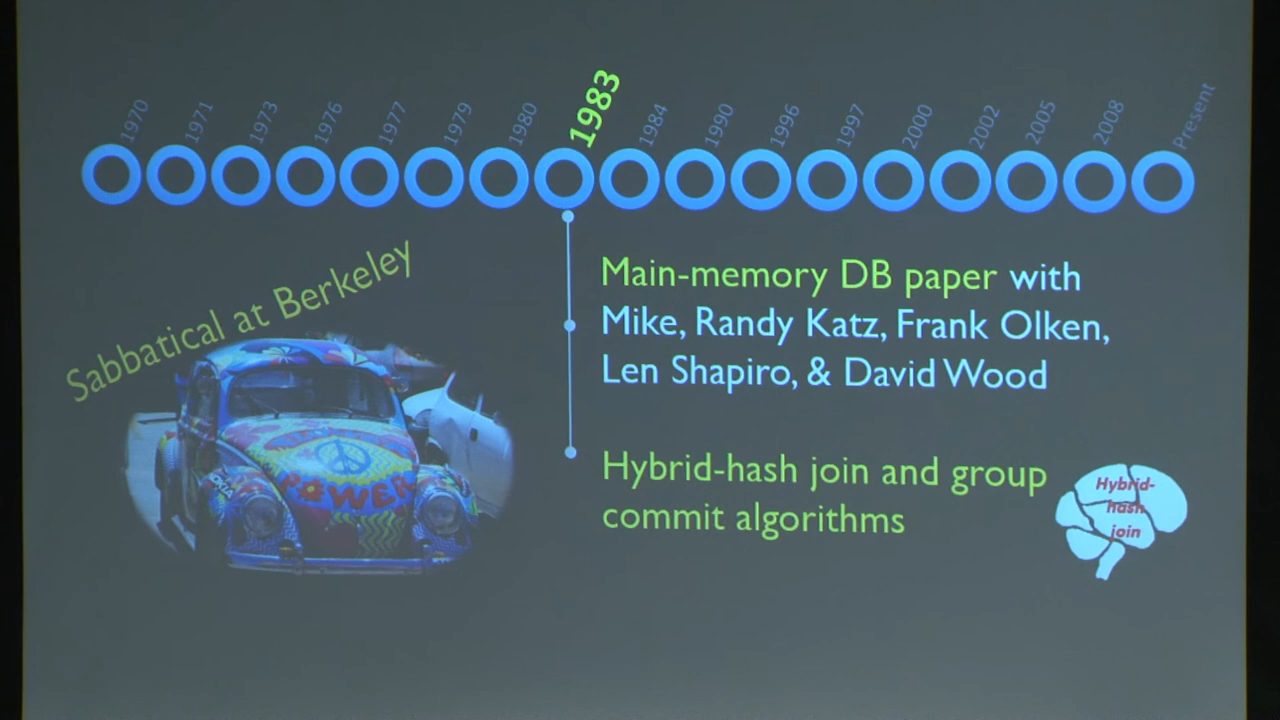 1970
1971
1973
1976
1977
1979
1980
1983
1984
1990
1996
1997
2000
2002
2005
2008
Present
Sabbatical at Berkeley
Main-memory DB paper with
Mike, Randy Katz, Frank Olken,
Len Shapiro, & David Wood
POWER
Hybrid-hash join and group
commit algorithms
Hybrid-
hash
join